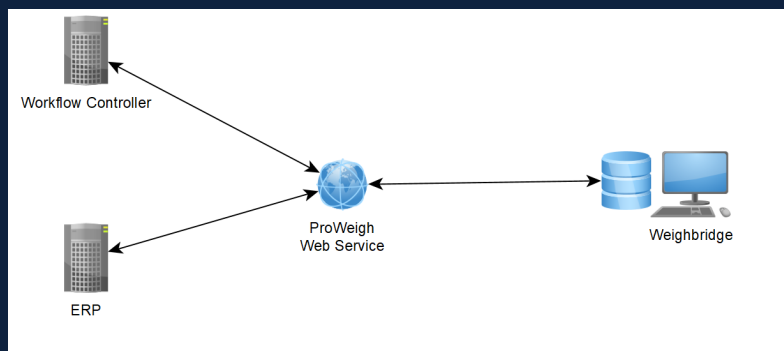 Workflow Controller
ProWeigh
Web Service
Weighbridge
ERP